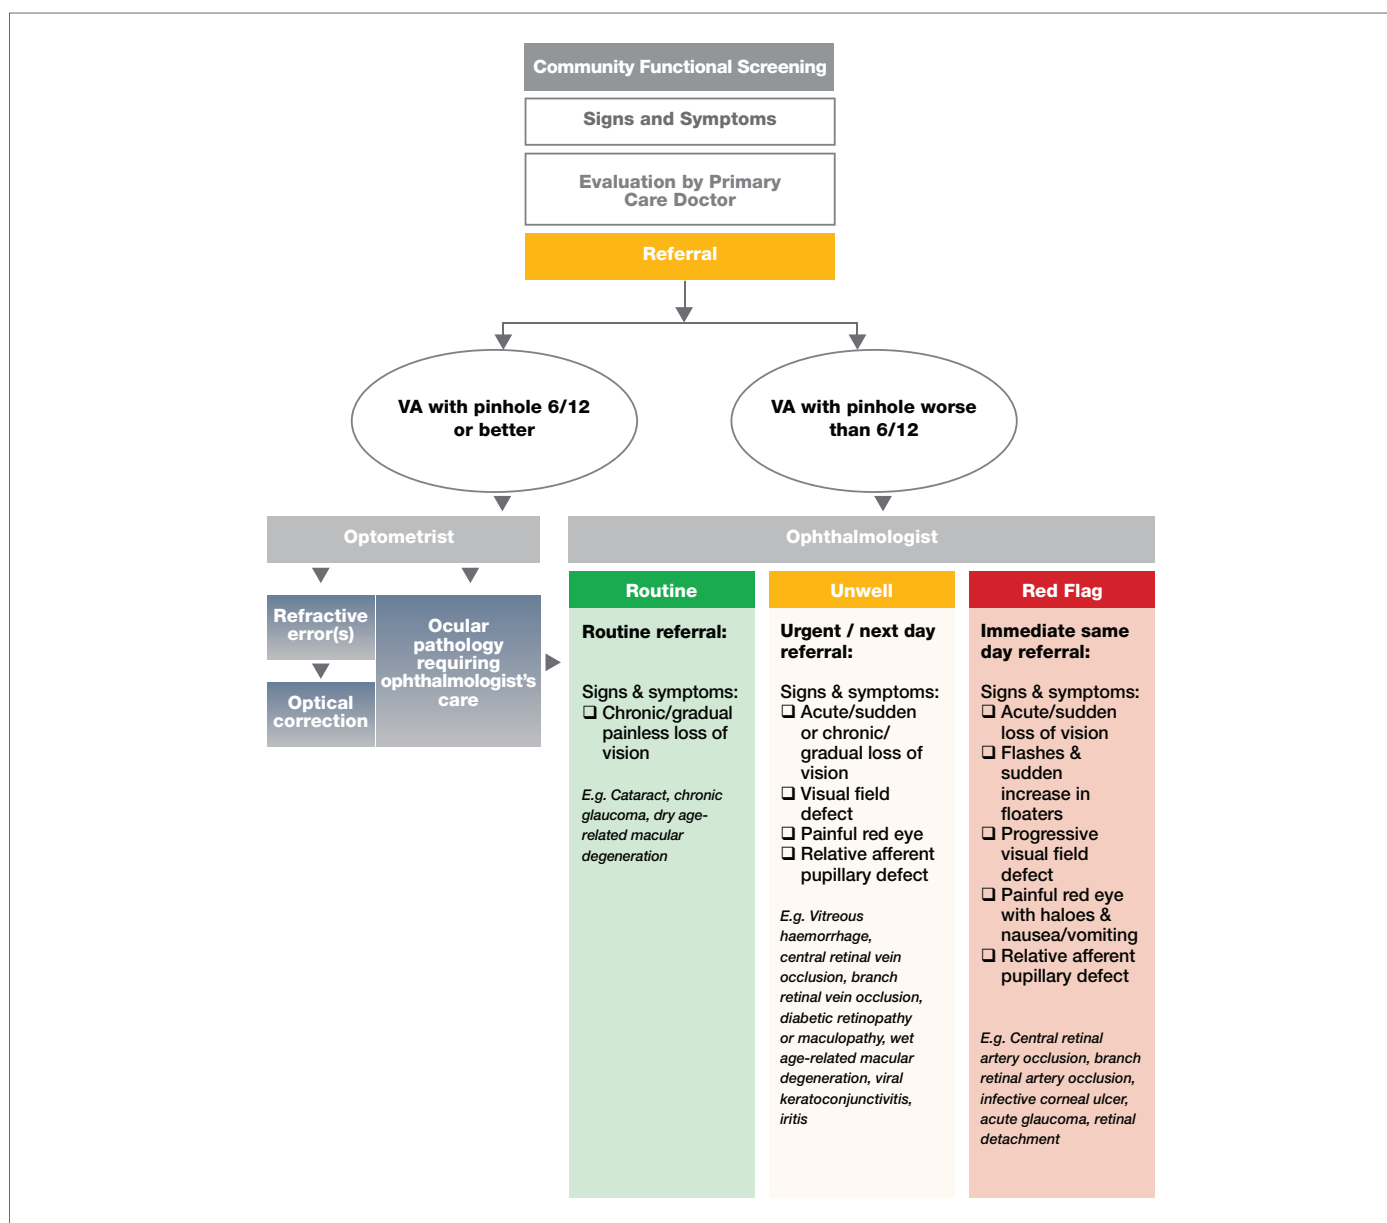 Community Functional Screening
Signs and Symptoms
Evaluation by Primary
Care Doctor
Referral
VA with pinhole 6/12
or better
VA with pinhole worse
than 6/12
Optometrist
Refractive
error(s)
Optical
correction
Ocular
pathology
requiring
ophthalmologist's
care
Ophthalmologist
Routine
Routine referral:
Signs & symptoms:
❑ Chronic/gradual
painless loss of
vision
E.g. Cataract, chronic
glaucoma, dry age-
related macular
degeneration
Unwell
Urgent / next day
referral:
Signs & symptoms:
❑ Acute/sudden
or chronic/
gradual loss of
vision
❑ Visual field
defect
❑ Painful red eye
❑ Relative afferent
pupillary defect
E.g. Vitreous
haemorrhage,
central retinal vein
occlusion, branch
retinal vein occlusion,
diabetic retinopathy
or maculopathy, wet
age-related macular
degeneration, viral
keratoconjunctivitis,
iritis
Red Flag
Immediate same
day referral:
Signs & symptoms:
❑ Acute/sudden
loss of vision
❑ Flashes &
sudden
increase in
floaters
❑ Progressive
visual field
defect
❑ Painful red eye
with haloes &
nausea/vomiting
❑ Relative afferent
pupillary defect
E.g. Central retinal
artery occlusion, branch
retinal artery occlusion,
infective corneal ulcer,
acute glaucoma, retinal
detachment